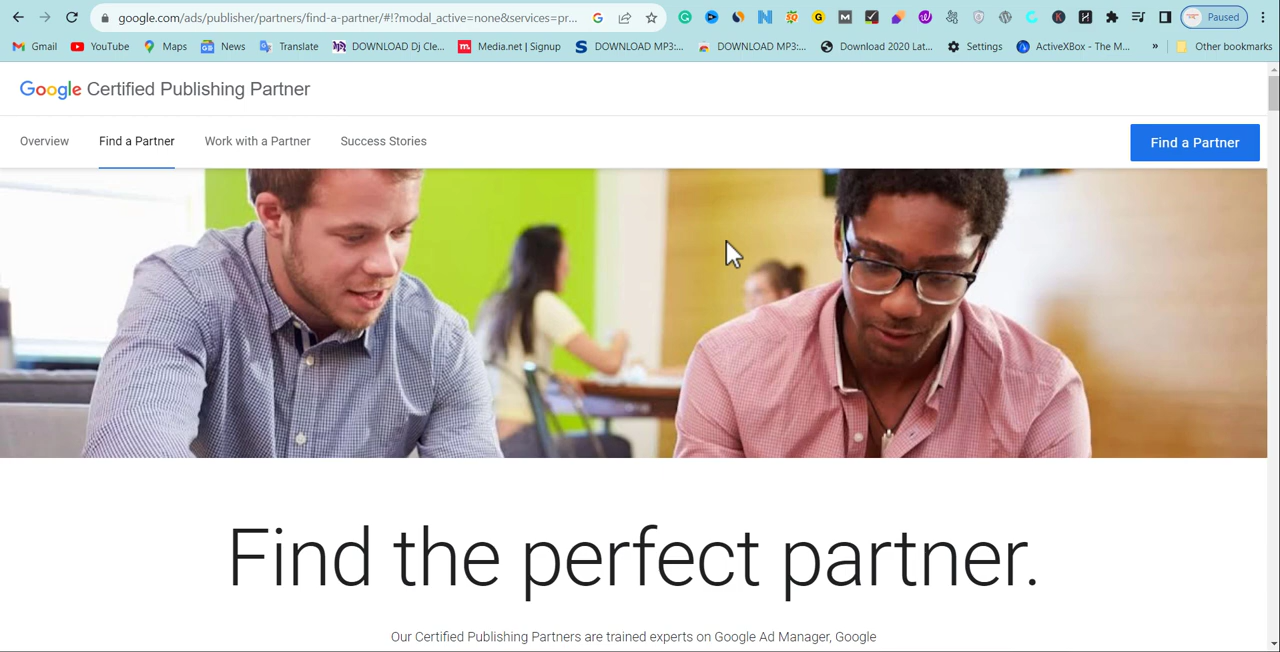 google.com/ads/publisher/partners/find-a-partner/#!?modal_active=none&services=pr...
Paused
Gmail
YouTube
Maps
News
Translate
DOWNLOAD Dj Cle...
Media.net | Signup
DOWNLOAD MP3:...
DOWNLOAD MP3:...
Download 2020 Lat...
Settings
ActiveXBox - The M...
»
Other bookmarks
Google Certified Publishing Partner
Overview
Find a Partner
Work with a Partner
Success Stories
Find a Partner
Find the perfect partner.
Our Certified Publishing Partners are trained experts on Google Ad Manager, Google